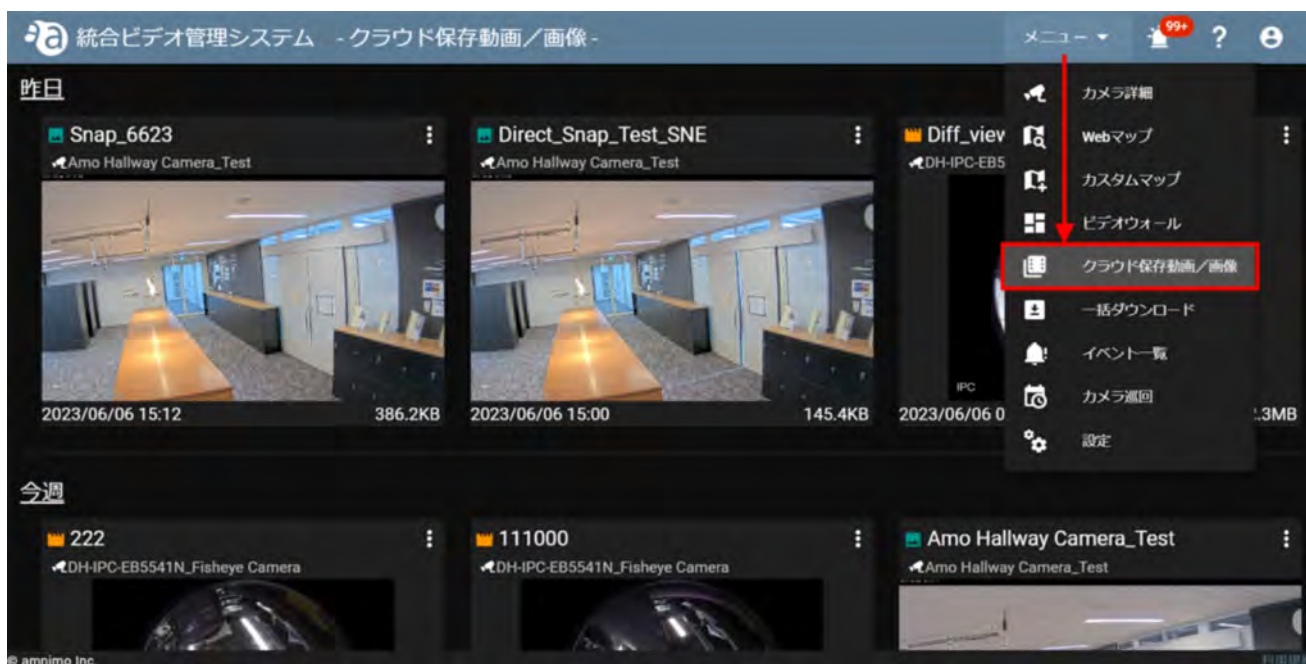 統合ビデオ管理システム - クラウド保存動画／画像 -
メニュー
99+
?
昨日
Snap_6623
Amo Hallway Camera_Test
2023/06/06 15:12
386.2KB
Direct_Snap_Test_SNE
Amo Hallway Camera_Test
2023/06/06 15:00
145.4KB
Diff_view
DH-IPC-EB5
IPC
2023/06/06 0
.3MB
カメラ詳細
Webマップ
カスタムマップ
ビデオウォール
クラウド保存動画／画像
一括ダウンロード
イベント一覧
カメラ巡回
設定
今週
222
DH-IPC-EB5541N_Fisheye Camera
111000
DH-IPC-EB5541N_Fisheye Camera
Amo Hallway Camera_Test
Amo Hallway Camera_Test
© amnimo Inc.